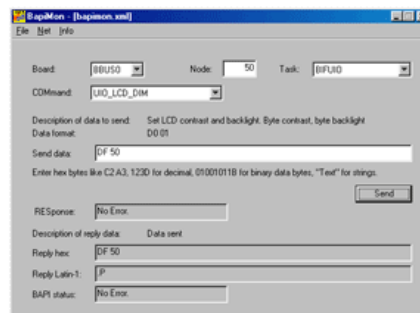 BapiMon - [bapimon.xml]
File Net Info
Board: BBUS0 Node: 50 Task: BIFUIO
COMmand: UIO_LCD_DIM
Description of data to send: Set LCD contrast and backlight. Byte contrast, byte backlight
Data format: D0 01
Send data: DF 50
Enter hex bytes like C2 A3, 123D for decimal, 01001011B for binary data bytes, "Text" for strings.
Send
RESponse: No Error.
Description of reply data: Data sent
Reply hex: DF 50
Reply Latin-1:
BAPI status: No Error.